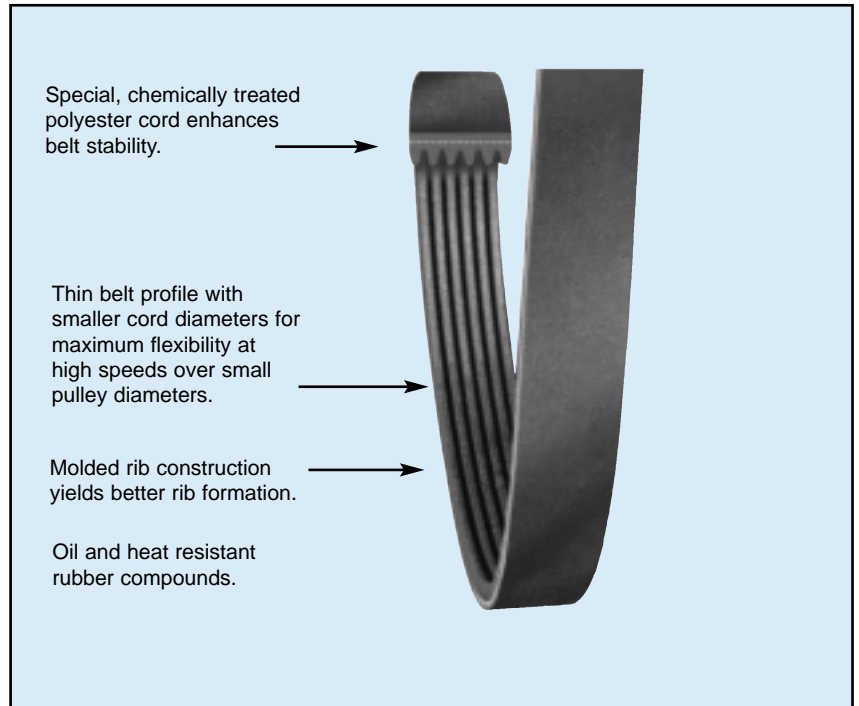 Special, chemically treated
polyester cord enhances
belt stability.
Thin belt profile with
smaller cord diameters for
maximum flexibility at
high speeds over small
pulley diameters.
Molded rib construction
yields better rib formation.
Oil and heat resistant
rubber compounds.